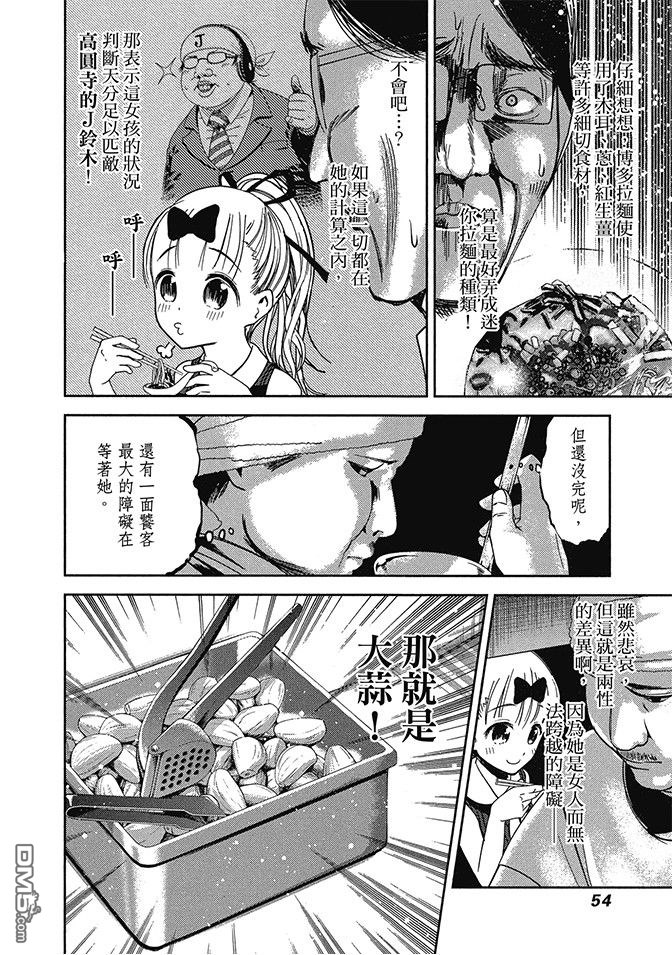 仔細想想，博多拉麵使
用了木耳、蔥、紅生薑
等許多細切食材，
算是最好弄成迷
你拉麵的種類！
不會吧…？
如果這一切都在
她的計算之內，
J
那表示這女孩的狀況
判斷天分足以匹敵
高圓寺的J鈴木！
呼——
呼——
但還沒完呢，
還有一面饕客
最大的障礙在
等著她。
雖然悲哀，
但這就是兩性
的差異啊，
因為她是女人而無
法跨越的障礙——
那就是
大蒜！
54
DM5.com